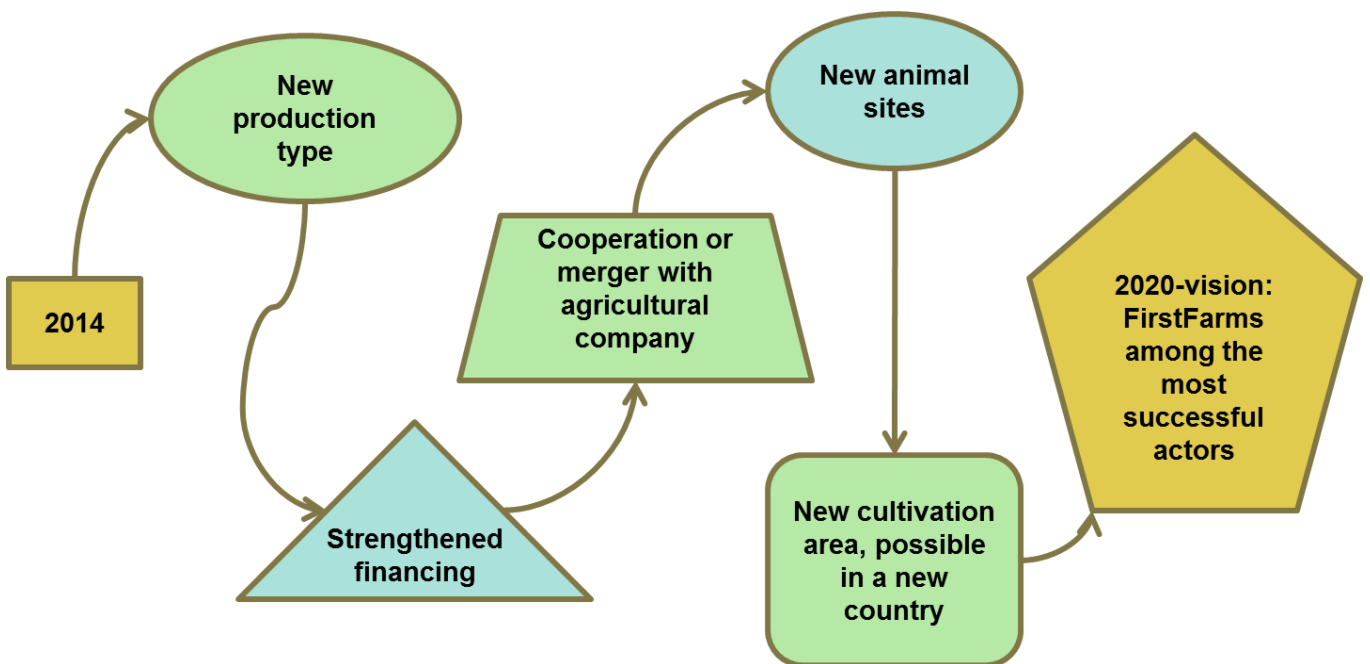 2014
New
production
type
Strengthened
financing
Cooperation or
merger with
agricultural
company
New animal
sites
New cultivation
area, possible
in a new
country
2020-vision:
FirstFarms
among the
most
successful
actors